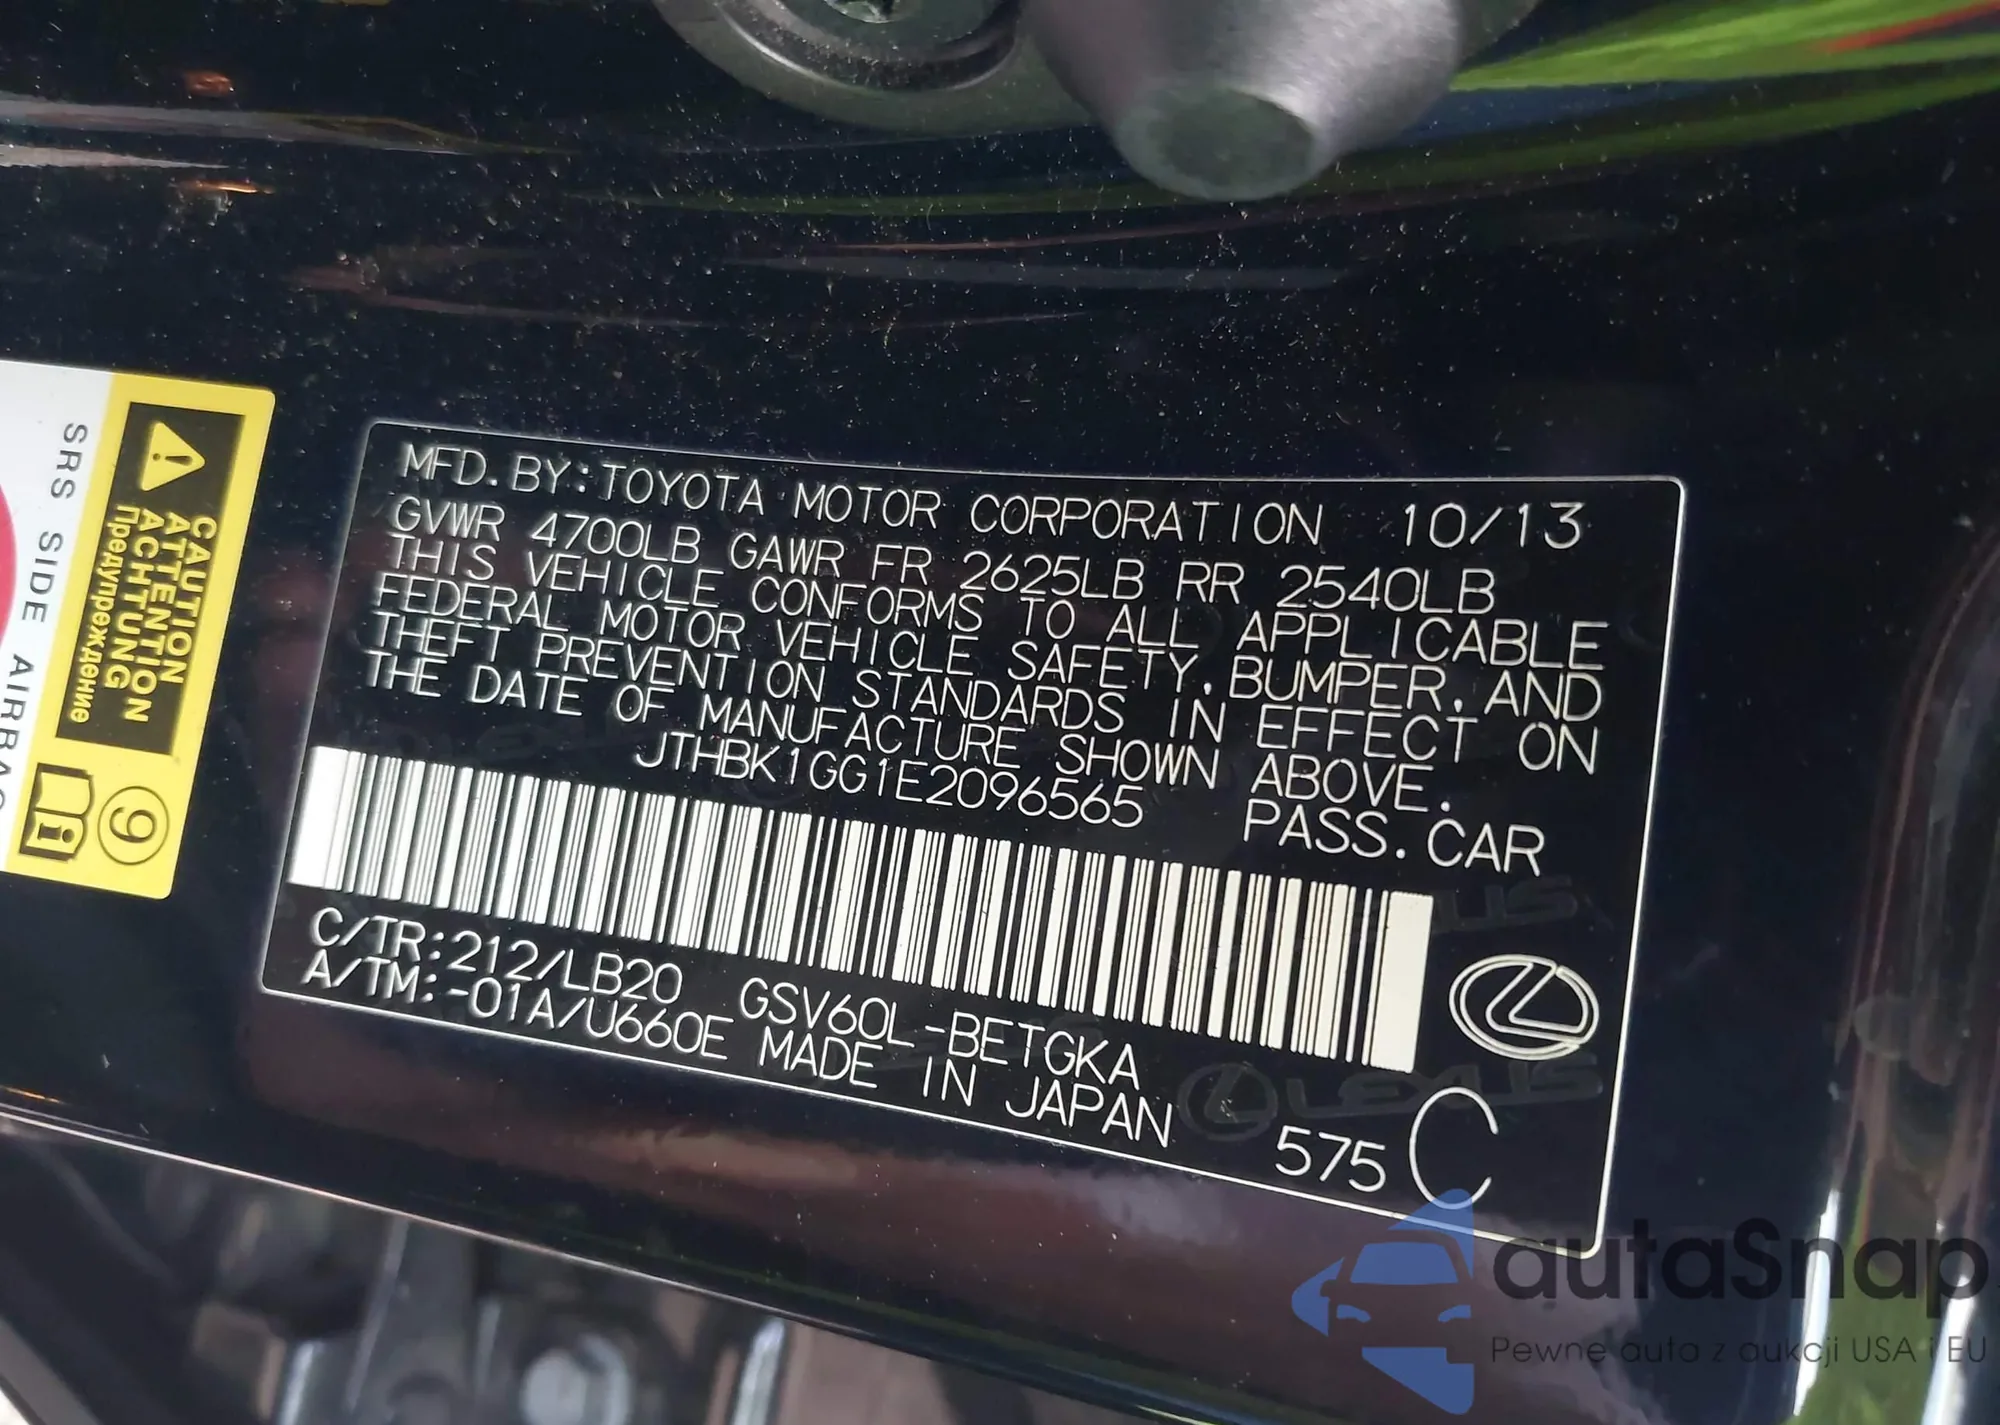 MFD. BY: TOYOTA MOTOR CORPORATION 10/13
GVWR 4700LB GAWR FR 2625LB RR 2540LB
THIS VEHICLE CONFORMS TO ALL APPLICABLE
FEDERAL MOTOR VEHICLE SAFETY, BUMPER, AND
THEFT PREVENTION STANDARDS IN EFFECT ON
THE DATE OF MANUFACTURE SHOWN ABOVE.
JTHBK1GG1E2096565 PASS. CAR
C/TR:212/LB20 GSV60L-BETGKA
A/TM:-01A/U660E MADE IN JAPAN 575 C
LEXUS
CAUTION
ATTENTION
ACHTUNG
Предупреждение
9
SRS SIDE AIRBAG
autaSnap
Pewne auta z aukcji USA i EU